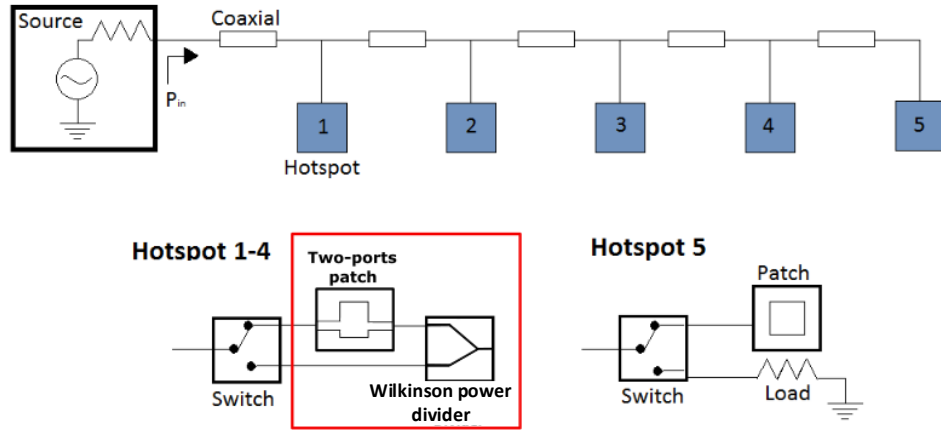 Source
Coaxial
Pin
1
2
3
4
5
Hotspot
Hotspot 1-4
Two-ports
patch
Switch
Wilkinson power
divider
Hotspot 5
Patch
Switch
Load